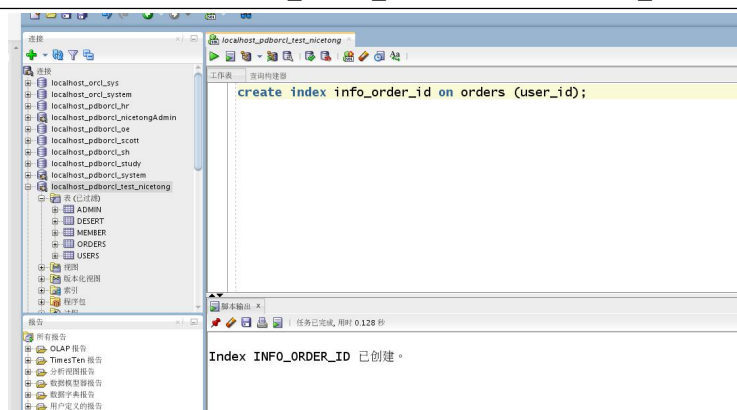 连接
localhost_pdborcl_test_nicetong
连接
localhost_orcl_sys
localhost_orcl_system
localhost_pdborcl_hr
localhost_pdborcl_nicetongAdmin
localhost_pdborcl_oe
localhost_pdborcl_scott
localhost_pdborcl_sh
localhost_pdborcl_study
localhost_pdborcl_system
localhost_pdborcl_test_nicetong
表 (已过滤)
ADMIN
DESERT
MEMBER
ORDERS
USERS
视图
版本化视图
索引
程序包
工作表 查询构建器
create index info_order_id on orders (user_id);
报告
所有报告
OLAP 报告
TimesTen 报告
分析视图报告
数据模型器报告
数据字典报告
用户定义的报告
脚本输出 ×
任务已完成, 用时 0.128 秒
Index INFO_ORDER_ID 已创建。